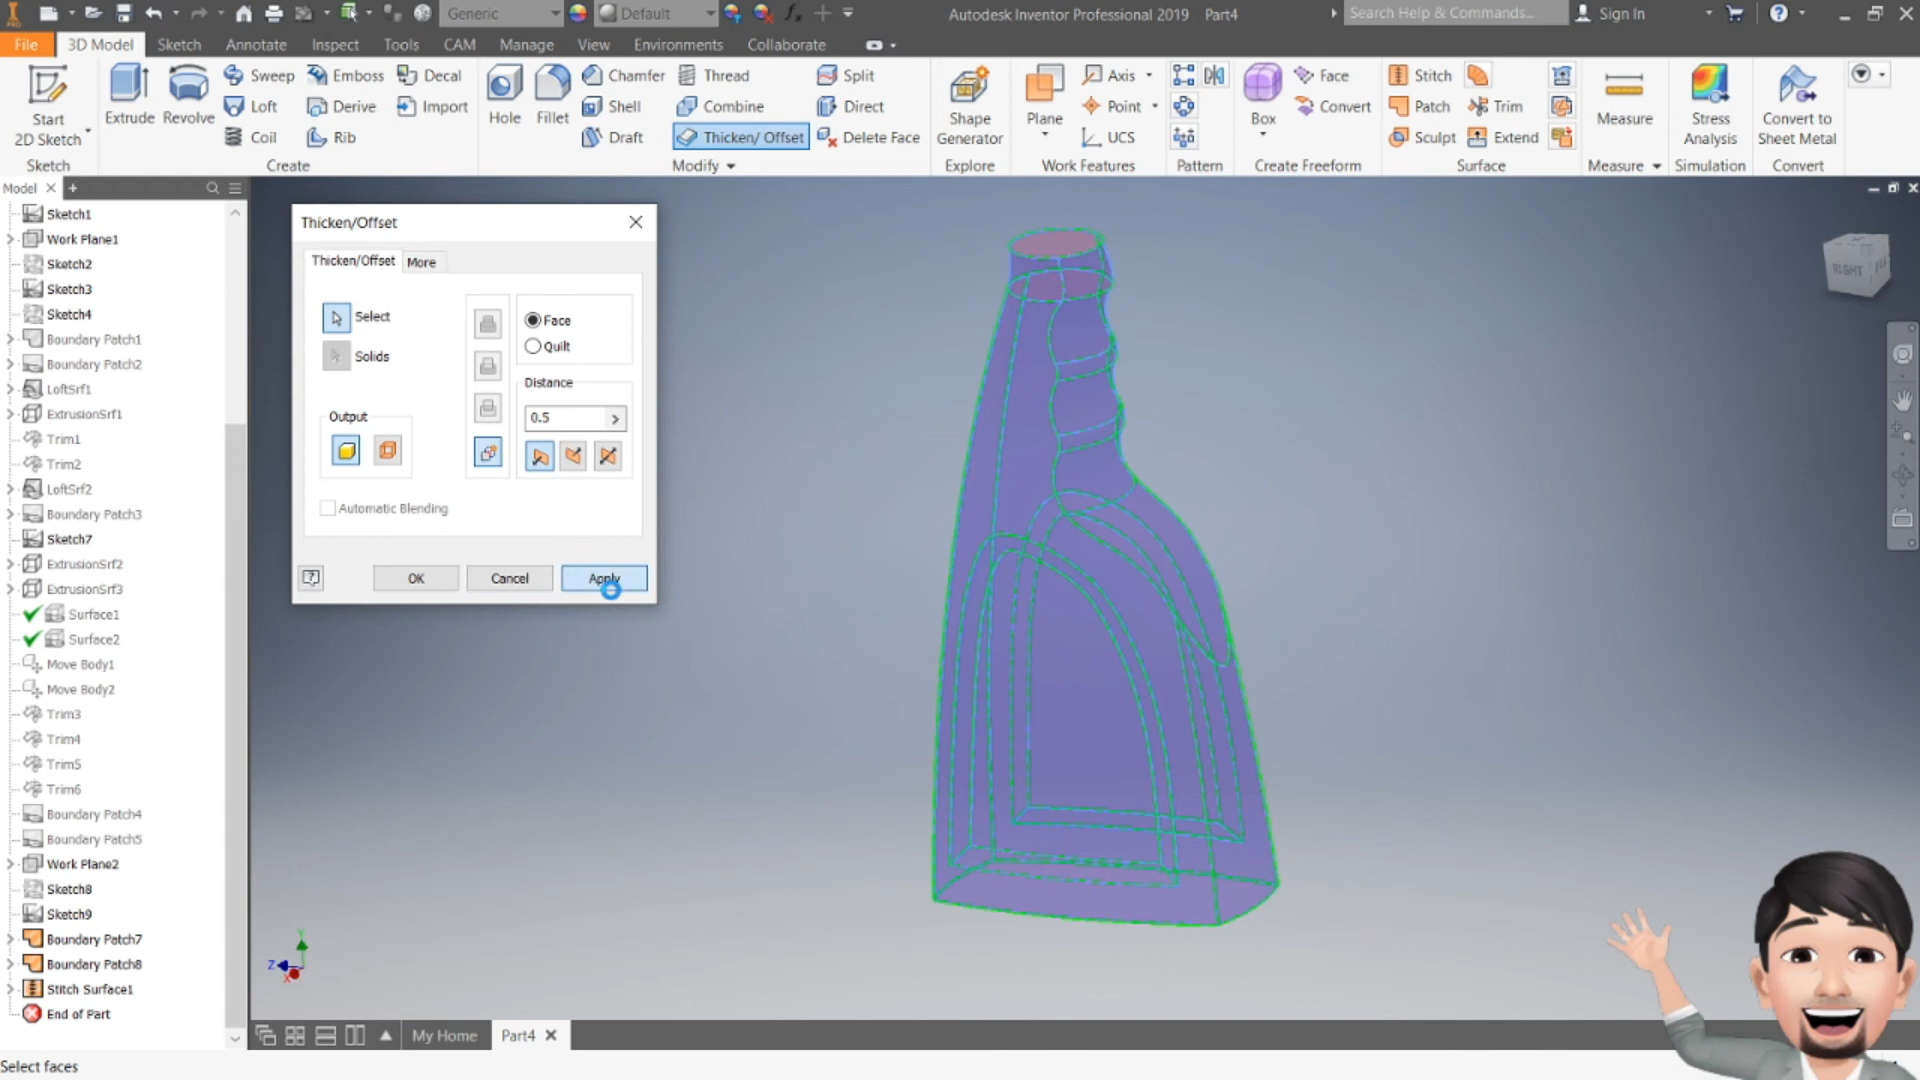 Generic
Default
Autodesk Inventor Professional 2019 Part4
Search Help & Commands...
Sign In
File 3D Model Sketch Annotate Inspect Tools CAM Manage View Environments Collaborate
Start
2D Sketch
Sketch
Extrude
Revolve
Sweep
Loft
Coil
Emboss
Derive
Rib
Decal
Import
Create
Hole
Fillet
Chamfer
Shell
Draft
Thread
Combine
Thicken/ Offset
Split
Direct
Delete Face
Modify
Shape
Generator
Explore
Plane
Axis
Point
UCS
Work Features
Pattern
Box
Face
Convert
Create Freeform
Stitch
Patch
Sculpt
Trim
Extend
Surface
Measure
Measure
Stress
Analysis
Simulation
Convert to
Sheet Metal
Convert
Model
Sketch1
Work Plane1
Sketch2
Sketch3
Sketch4
Boundary Patch1
Boundary Patch2
LoftSrf1
ExtrusionSrf1
Trim1
Trim2
LoftSrf2
Boundary Patch3
Sketch7
ExtrusionSrf2
ExtrusionSrf3
Surface1
Surface2
Move Body1
Move Body2
Trim3
Trim4
Trim5
Trim6
Boundary Patch4
Boundary Patch5
Work Plane2
Sketch8
Sketch9
Boundary Patch7
Boundary Patch8
Stitch Surface1
End of Part
Thicken/Offset
Thicken/Offset More
Select
Solids
Face
Quilt
Distance
0.5
Output
Automatic Blending
OK Cancel Apply
RIGHT
Y
Z
X
My Home Part4
Select faces